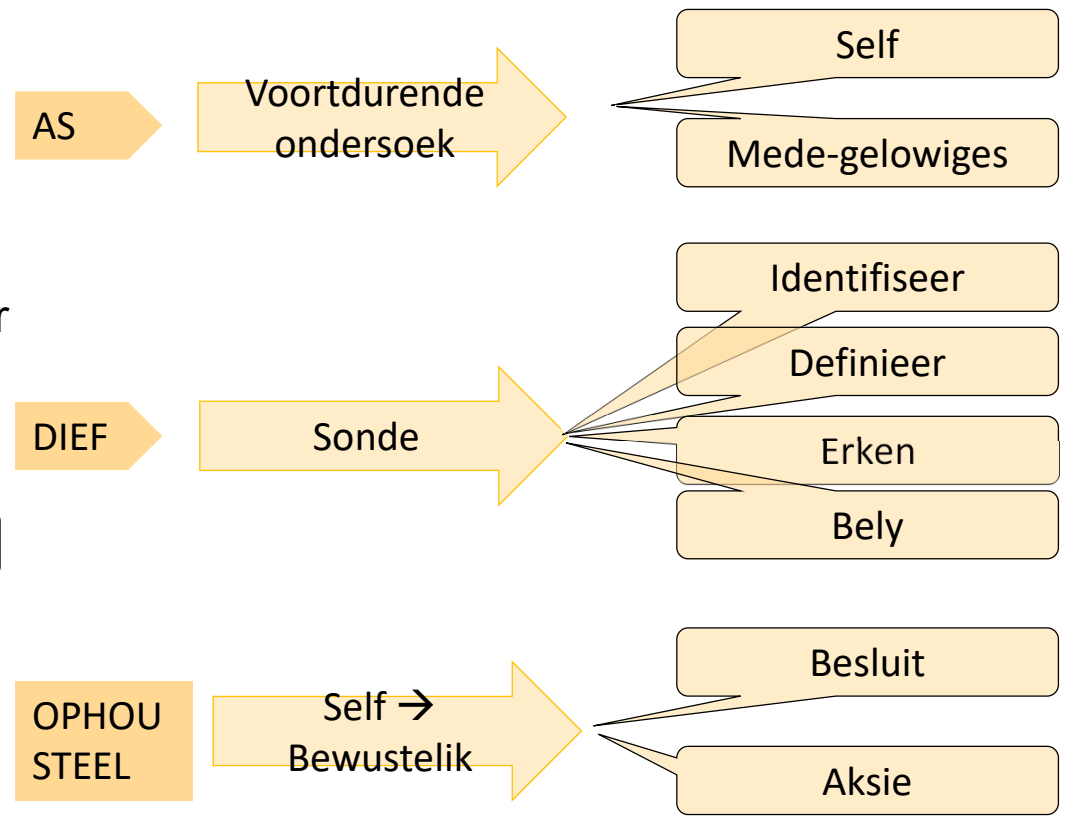 AS
Voortdurende
ondersoek
Self
Mede-gelowiges
r
DIEF
Sonde
Identifiseer
Definieer
Erken
Bely
OPHOU
STEEL
Self →
Bewustelik
Besluit
Aksie